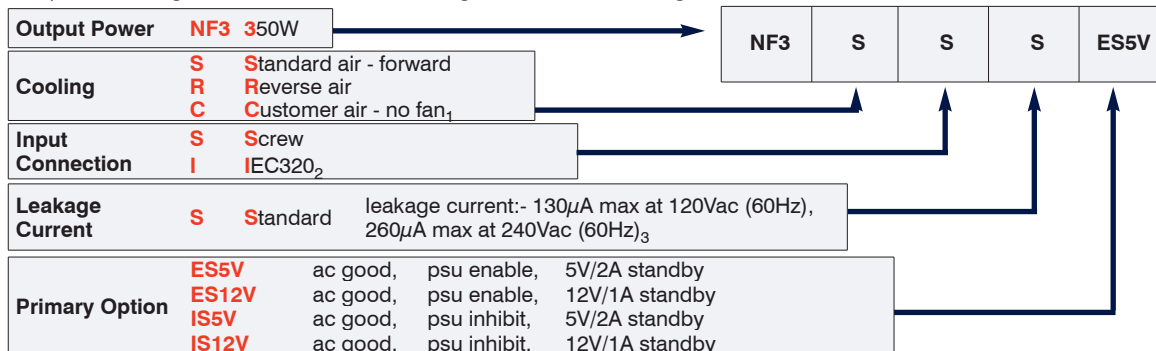 Output Power NF3 350W
NF3 S S S ES5V
Cooling
S Standard air - forward
R Reverse air
C Customer air - no fan1
Input Connection
S Screw
I IEC3202
Leakage Current
S Standard leakage current:- 130µA max at 120Vac (60Hz),
260µA max at 240Vac (60Hz)3
Primary Option
ES5V ac good, psu enable, 5V/2A standby
ES12V ac good, psu enable, 12V/1A standby
IS5V ac good, psu inhibit, 5V/2A standby
IS12V ac good, psu inhibit, 12V/1A standby